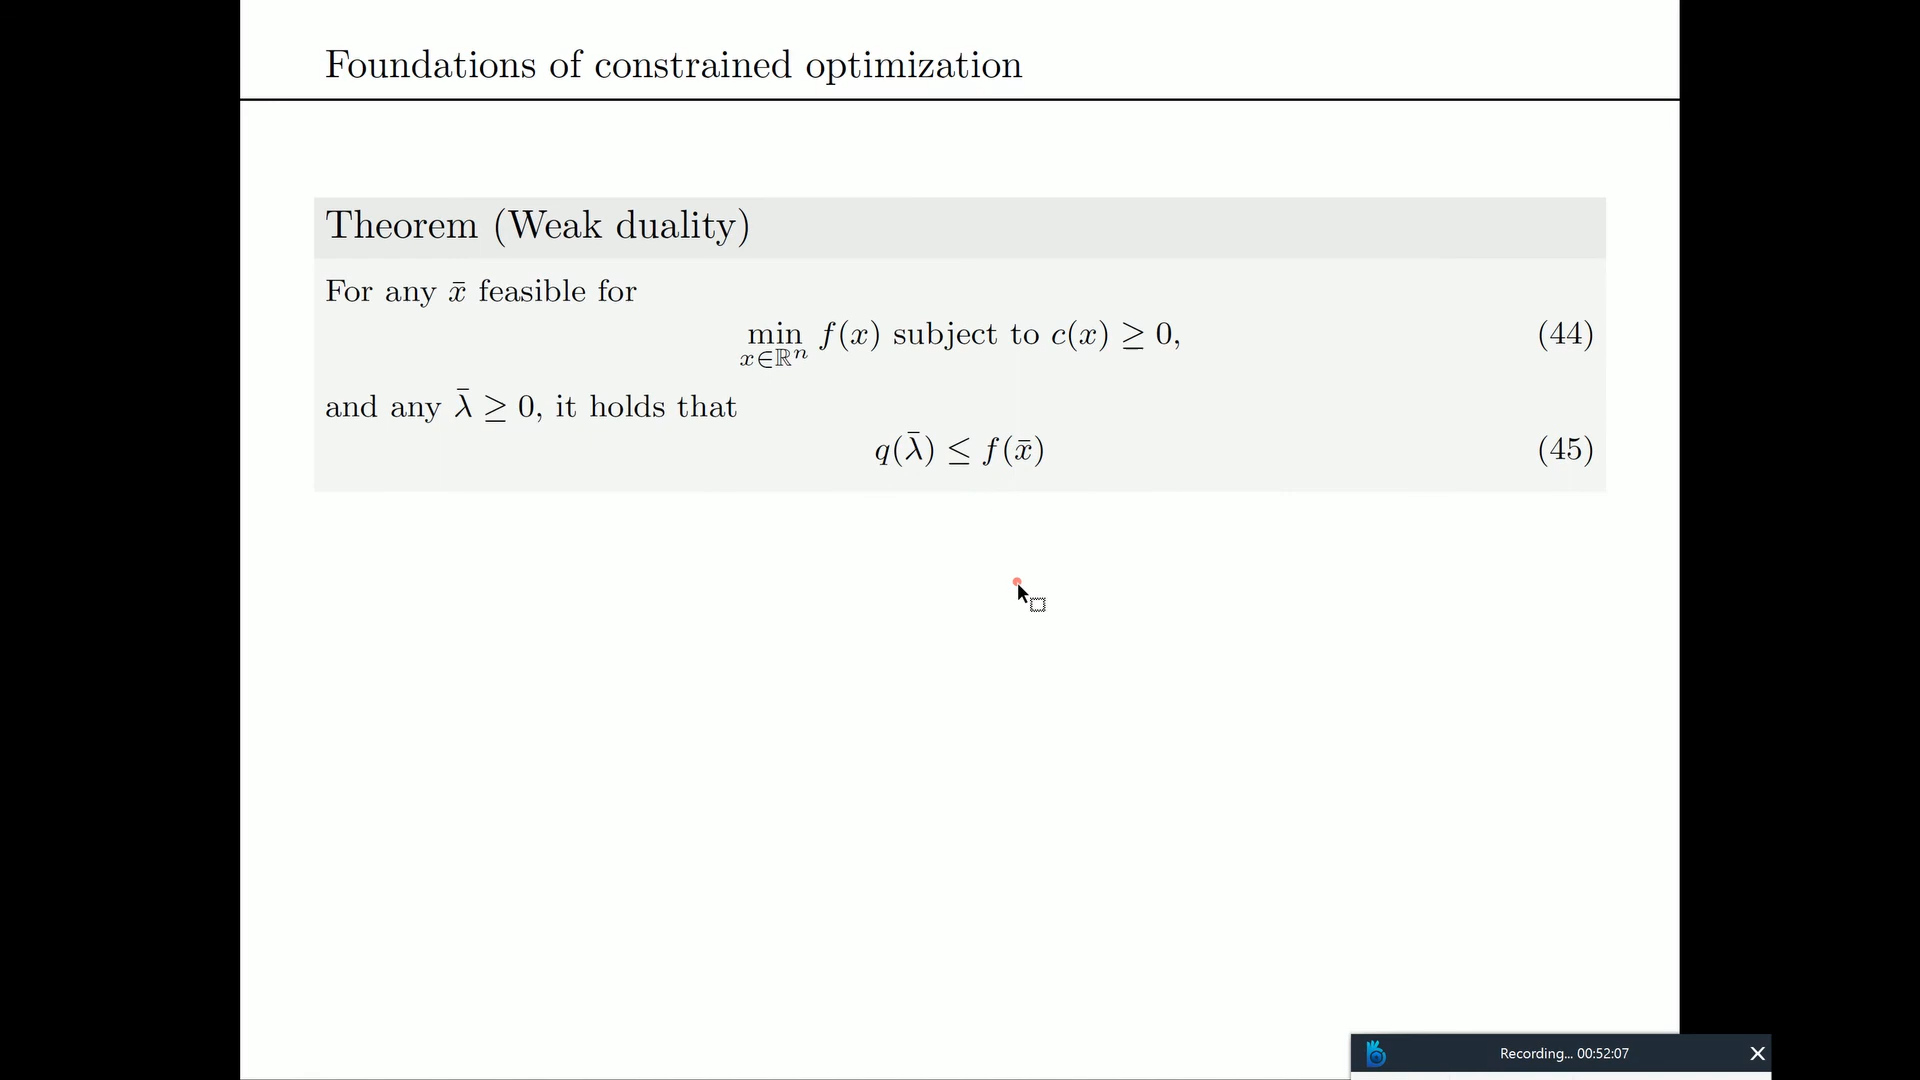 Foundations of constrained optimization
Theorem (Weak duality)
For any x̄ feasible for
min f(x) subject to c(x) ≥ 0, (44)
x∈ℝⁿ
and any λ̄ ≥ 0, it holds that
q(λ̄) ≤ f(x̄) (45)
Recording... 00:52:07